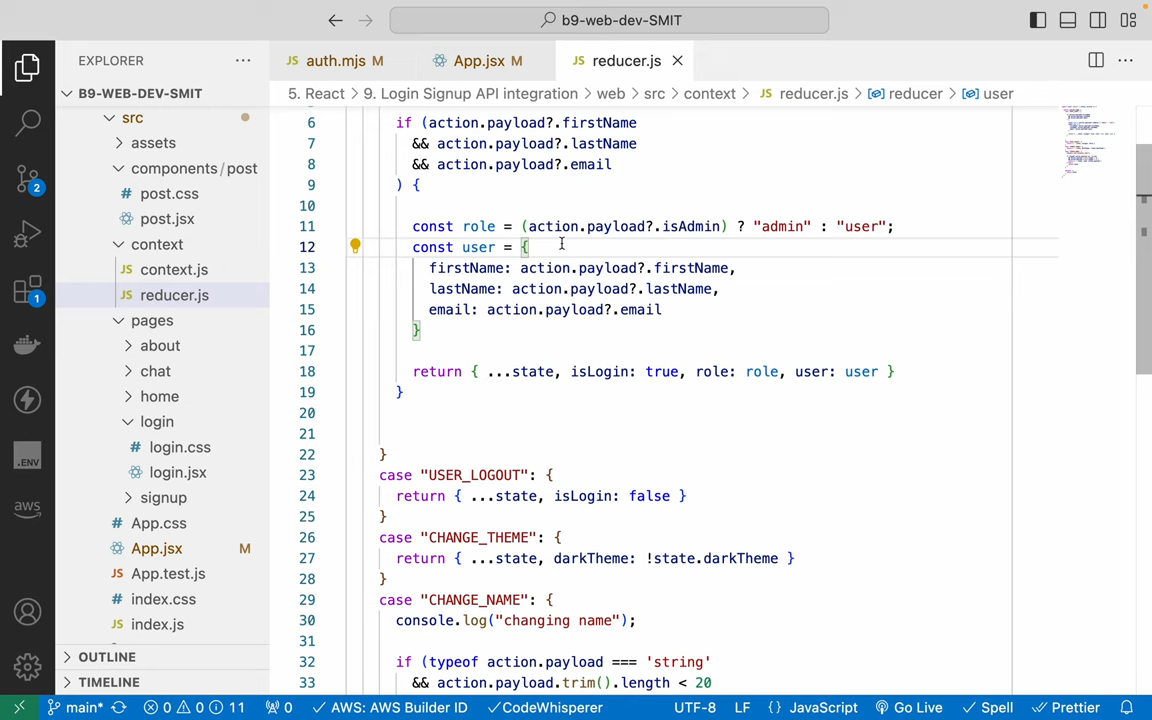 b9-web-dev-SMIT
EXPLORER
B9-WEB-DEV-SMIT
src
assets
components/post
post.css
post.jsx
context
context.js
reducer.js
pages
about
chat
home
login
login.css
login.jsx
signup
App.css
App.jsx M
App.test.js
index.css
index.js
OUTLINE
TIMELINE
2
1
.ENV
aws
auth.mjs M
App.jsx M
reducer.js
5. React > 9. Login Signup API integration > web > src > context > JS reducer.js > reducer > user
6 if (action.payload?.firstName
7 && action.payload?.lastName
8 && action.payload?.email
9 ) {
10
11 const role = (action.payload?.isAdmin) ? "admin" : "user";
12 const user = {
13 firstName: action.payload?.firstName,
14 lastName: action.payload?.lastName,
15 email: action.payload?.email
16 }
17
18 return { ...state, isLogin: true, role: role, user: user }
19 }
20
21
22 }
23 case "USER_LOGOUT": {
24 return { ...state, isLogin: false }
25 }
26 case "CHANGE_THEME": {
27 return { ...state, darkTheme: !state.darkTheme }
28 }
29 case "CHANGE_NAME": {
30 console.log("changing name");
31
32 if (typeof action.payload === 'string'
33 && action.payload.trim().length < 20
main* 0 0 11 0 AWS: AWS Builder ID CodeWhisperer UTF-8 LF {} JavaScript Go Live Spell Prettier